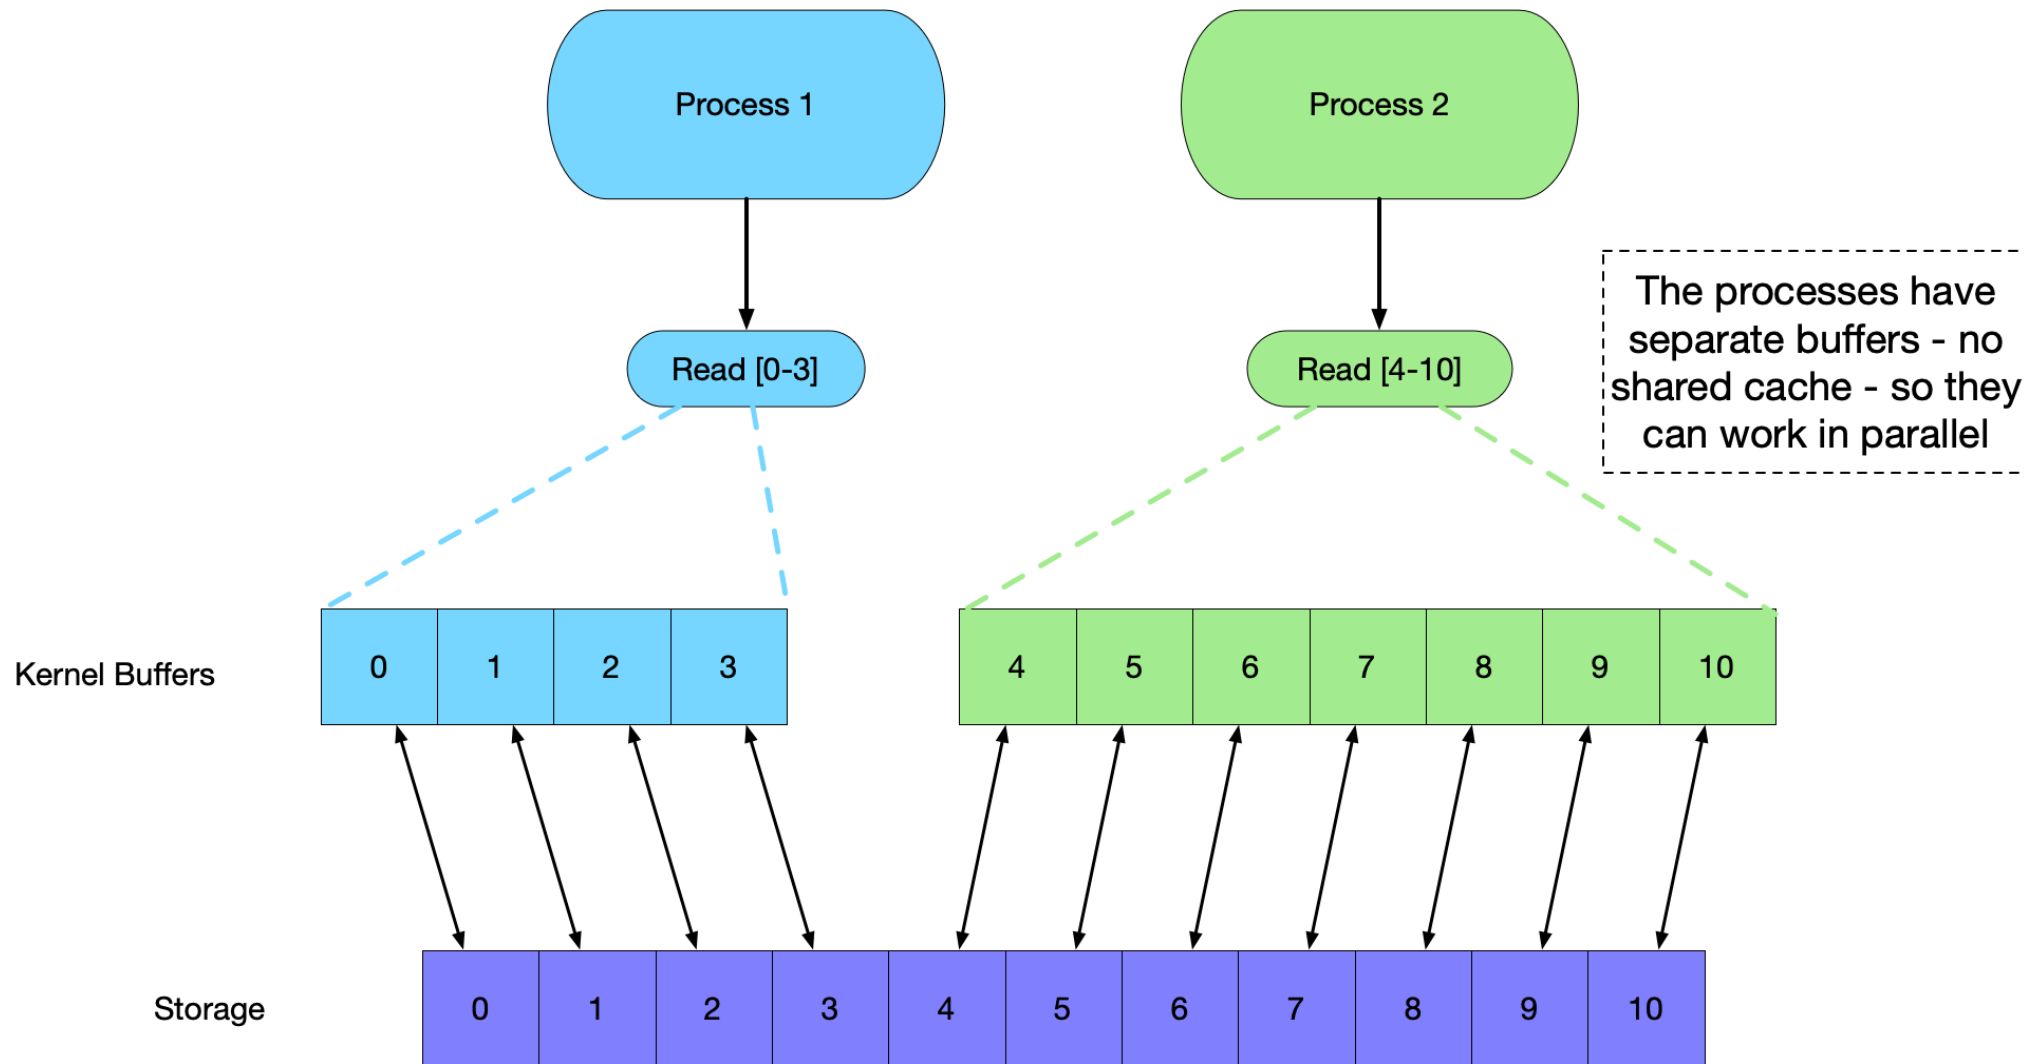 Process 1
Process 2
Read [0-3]
Read [4-10]
The processes have
separate buffers - no
shared cache - so they
can work in parallel
Kernel Buffers
0 1 2 3
4 5 6 7 8 9 10
Storage
0 1 2 3 4 5 6 7 8 9 10